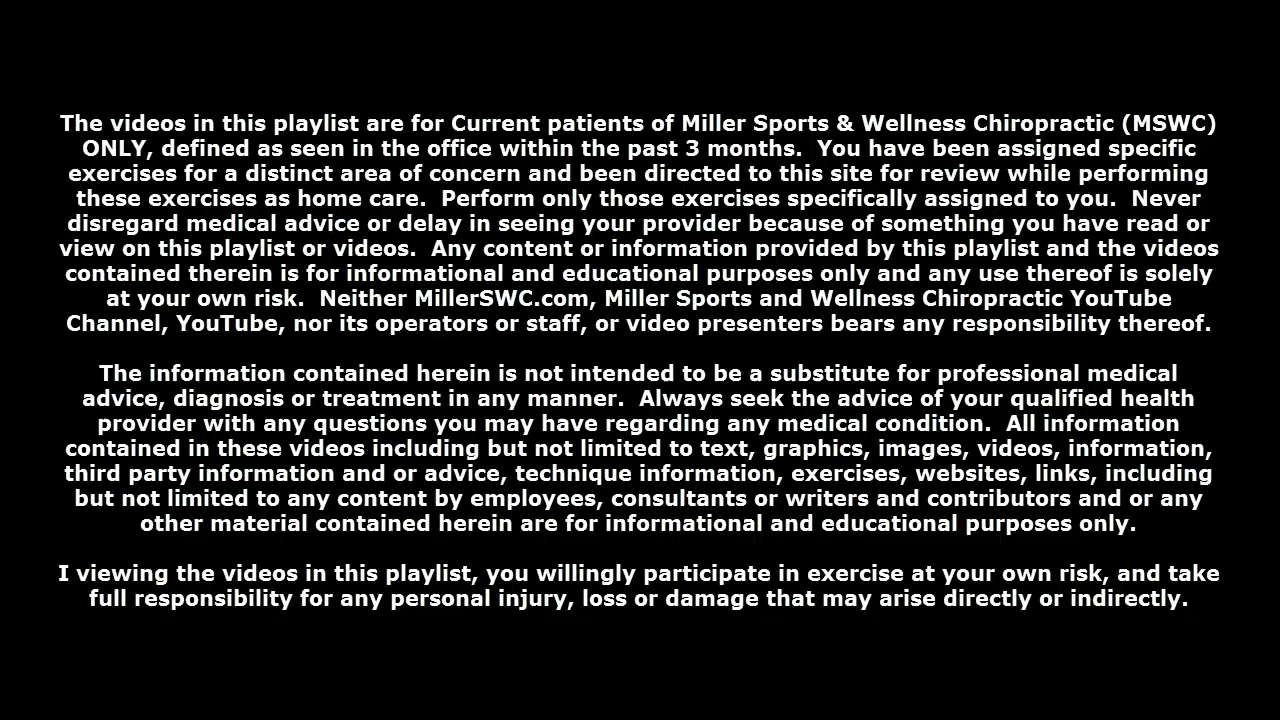 The videos in this playlist are for Current patients of Miller Sports & Wellness Chiropractic (MSWC)
ONLY, defined as seen in the office within the past 3 months.  You have been assigned specific
exercises for a distinct area of concern and been directed to this site for review while performing
these exercises as home care.  Perform only those exercises specifically assigned to you.  Never
disregard medical advice or delay in seeing your provider because of something you have read or
view on this playlist or videos.  Any content or information provided by this playlist and the videos
contained therein is for informational and educational purposes only and any use thereof is solely
at your own risk.  Neither MillerSWC.com, Miller Sports and Wellness Chiropractic YouTube
Channel, YouTube, nor its operators or staff, or video presenters bears any responsibility thereof.
The information contained herein is not intended to be a substitute for professional medical
advice, diagnosis or treatment in any manner.  Always seek the advice of your qualified health
provider with any questions you may have regarding any medical condition.  All information
contained in these videos including but not limited to text, graphics, images, videos, information,
third party information and or advice, technique information, exercises, websites, links, including
but not limited to any content by employees, consultants or writers and contributors and or any
other material contained herein are for informational and educational purposes only.
I viewing the videos in this playlist, you willingly participate in exercise at your own risk, and take
full responsibility for any personal injury, loss or damage that may arise directly or indirectly.